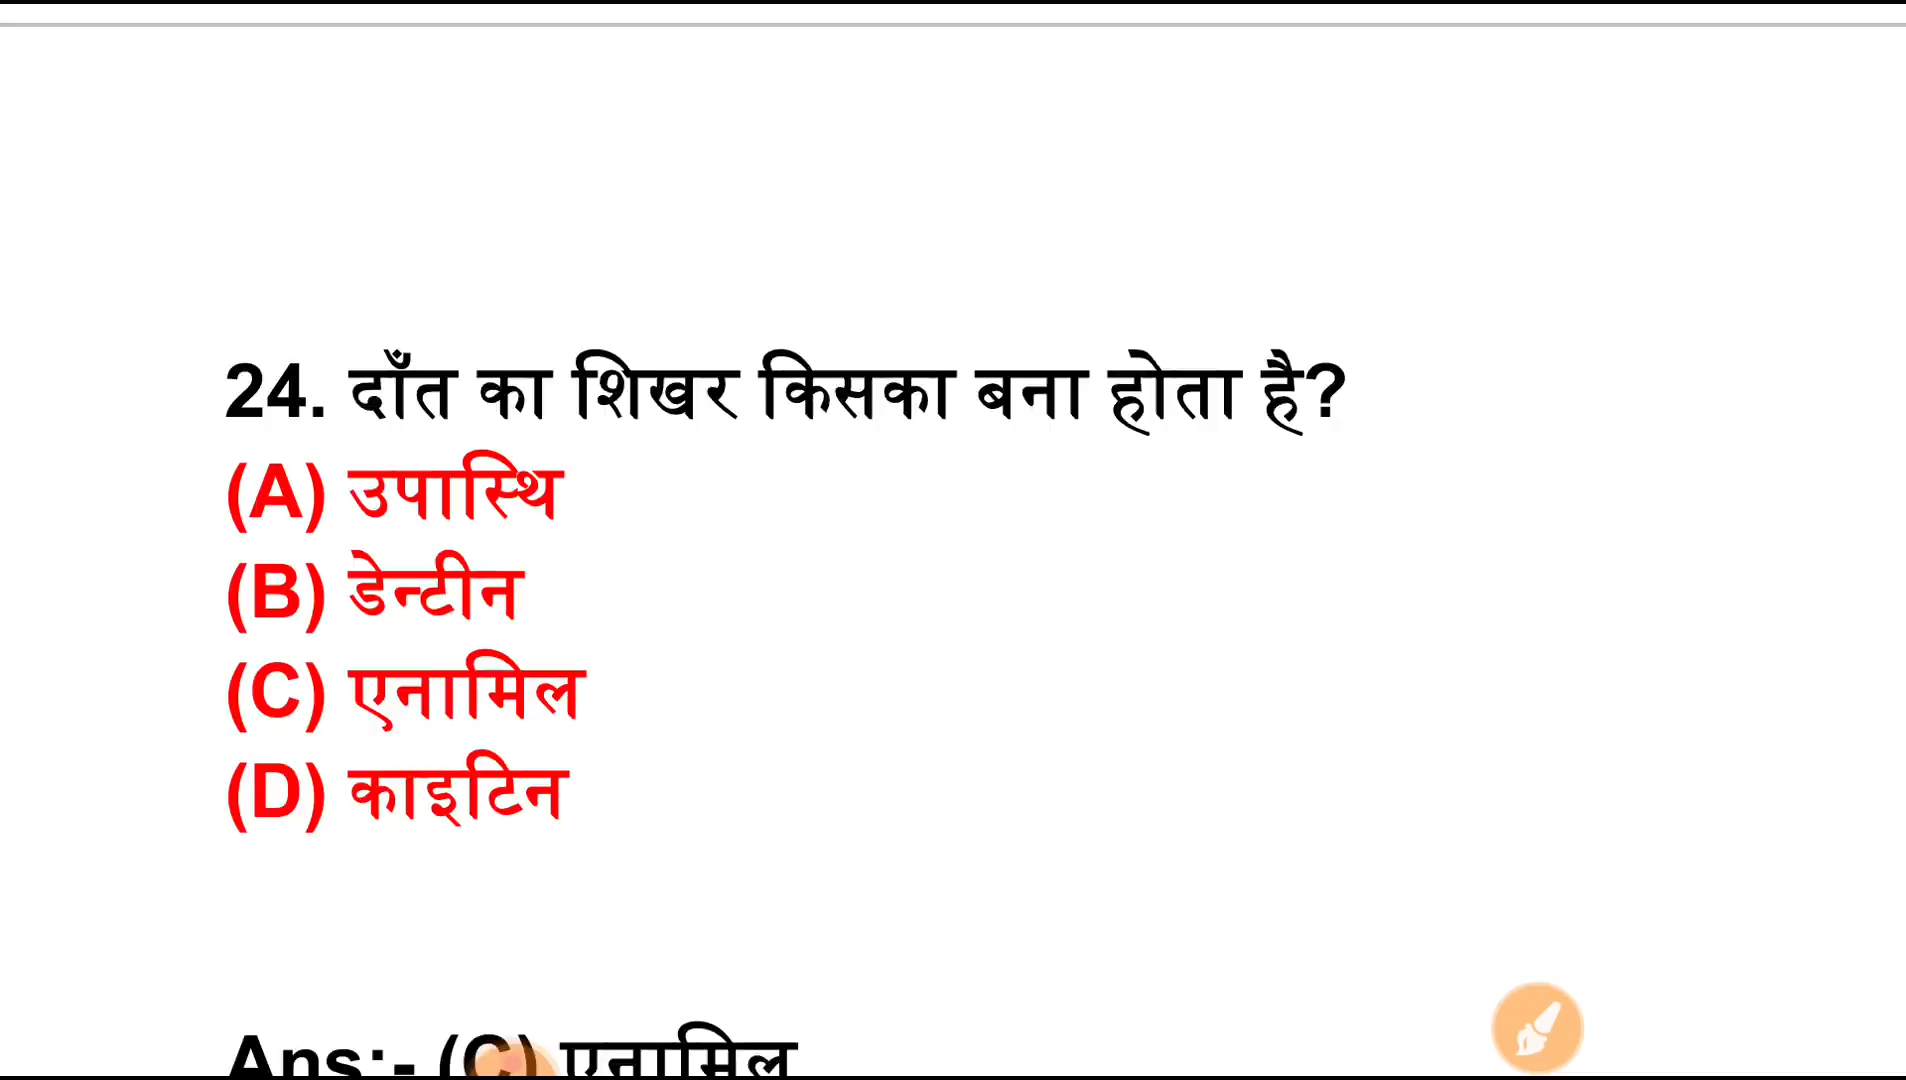 24. दाँत का शिखर किसका बना होता है?
(A) उपास्थि
(B) डेन्टीन
(C) एनामिल
(D) काइटिन
Ans:- (C) एनामिल